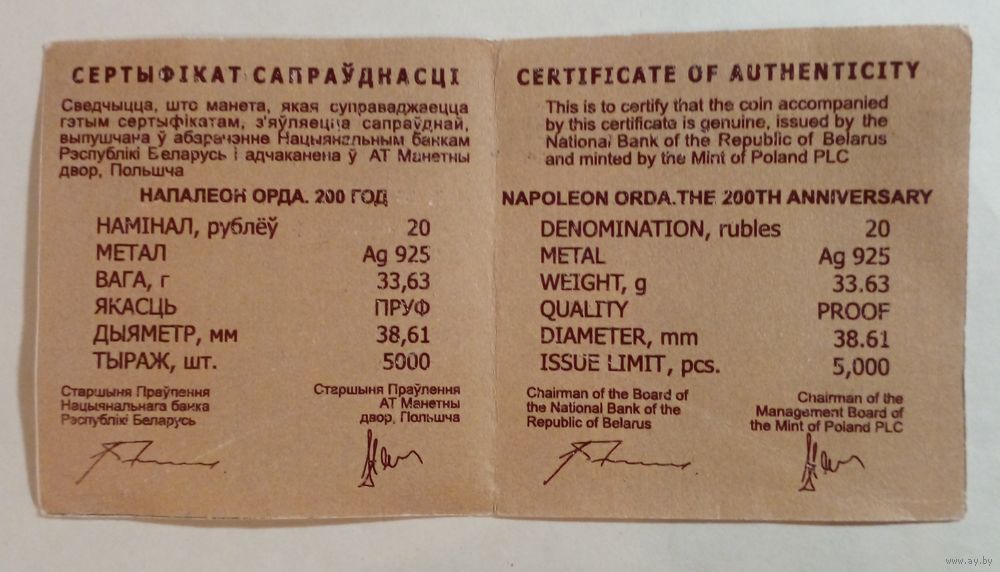 СЕРТЫФІКАТ САПРАЎДНАСЦІ
Сведчыцца, што манета, якая суправаджаецца
гэтым сертыфікатам, з'яўляецца сапраўднай,
выпушчана ў абарачэнне Нацыянальным банкам
Рэспублікі Беларусь і адчаканена ў АТ Манетны
двор, Польшча
НАПАЛЕОН ОРДА. 200 ГОД
НАМІНАЛ, рублёў 20
МЕТАЛ Ag 925
ВАГА, г 33,63
ЯКАСЦЬ ПРУФ
ДЫЯМЕТР, мм 38,61
ТЫРАЖ, шт. 5000
Старшыня Праўлення
Нацыянальнага банка
Рэспублікі Беларусь
Старшыня Праўлення
АТ Манетны
двор, Польшча
CERTIFICATE OF AUTHENTICITY
This is to certify that the coin accompanied
by this certificate is genuine, issued by the
National Bank of the Republic of Belarus
and minted by the Mint of Poland PLC
NAPOLEON ORDA.THE 200TH ANNIVERSARY
DENOMINATION, rubles 20
METAL Ag 925
WEIGHT, g 33.63
QUALITY PROOF
DIAMETER, mm 38.61
ISSUE LIMIT, pcs. 5,000
Chairman of the Board of
the National Bank of the
Republic of Belarus
Chairman of the
Management Board of
the Mint of Poland PLC
www.ay.by